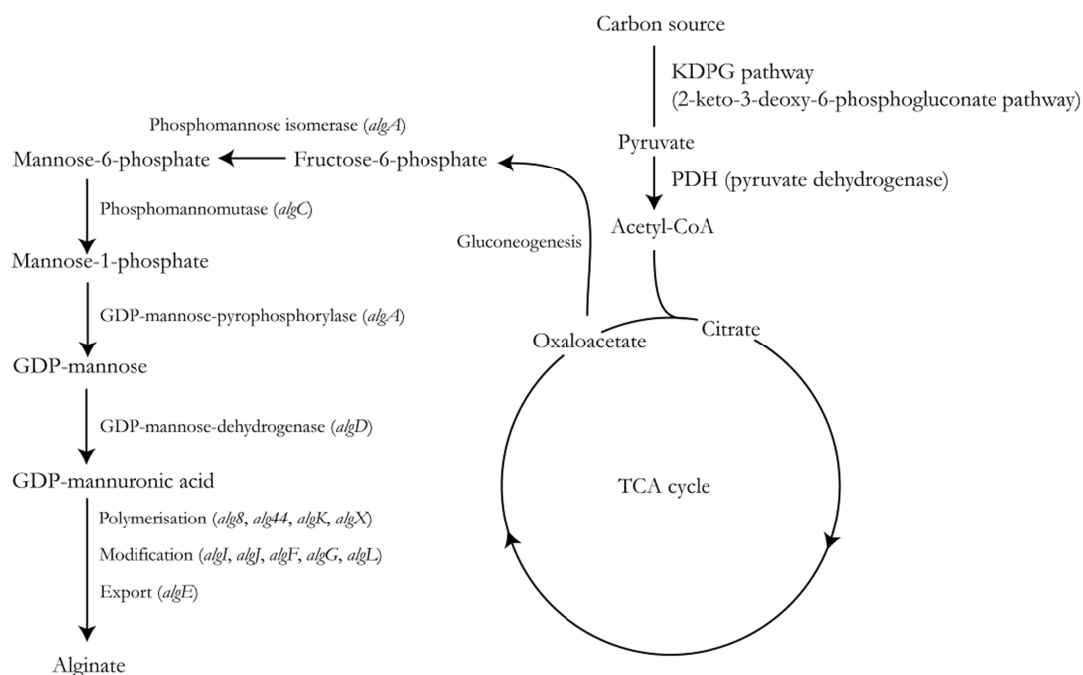 Carbon source
KDPG pathway
(2-keto-3-deoxy-6-phosphogluconate pathway)
Pyruvate
PDH (pyruvate dehydrogenase)
Acetyl-CoA
Phosphomannose isomerase (algA)
Mannose-6-phosphate
Fructose-6-phosphate
Phosphomannomutase (algC)
Gluconeogenesis
Mannose-1-phosphate
GDP-mannose-pyrophosphorylase (algA)
Oxaloacetate
Citrate
GDP-mannose
GDP-mannose-dehydrogenase (algD)
GDP-mannuronic acid
TCA cycle
Polymerisation (alg8, alg44, algK, algX)
Modification (algI, algJ, algF, algG, algL)
Export (algE)
Alginate